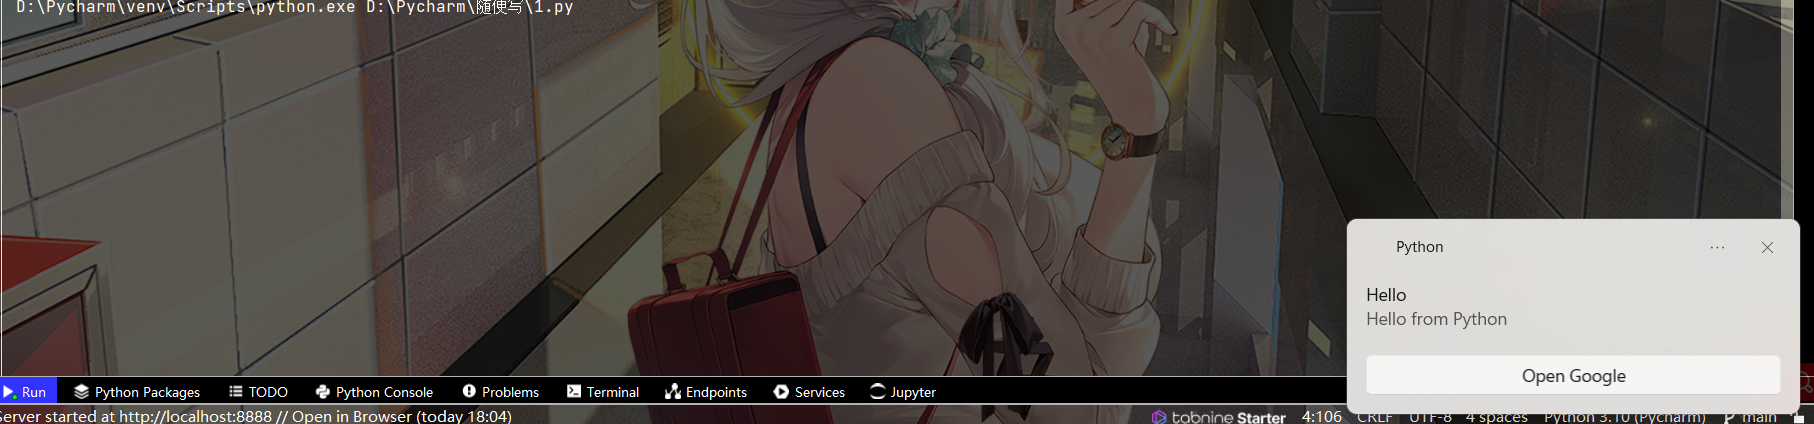 D:\Pycharm\venv\Scripts\python.exe D:\Pycharm\随便写\1.py
Python
Hello
Hello from Python
Open Google
Run Python Packages TODO Python Console Problems Terminal Endpoints Services Jupyter
Server started at http://localhost:8888 // Open in Browser (today 18:04) tabnine Starter 4:106 CRLF UTF-8 4 spaces Python 3.10 (Pycharm) main